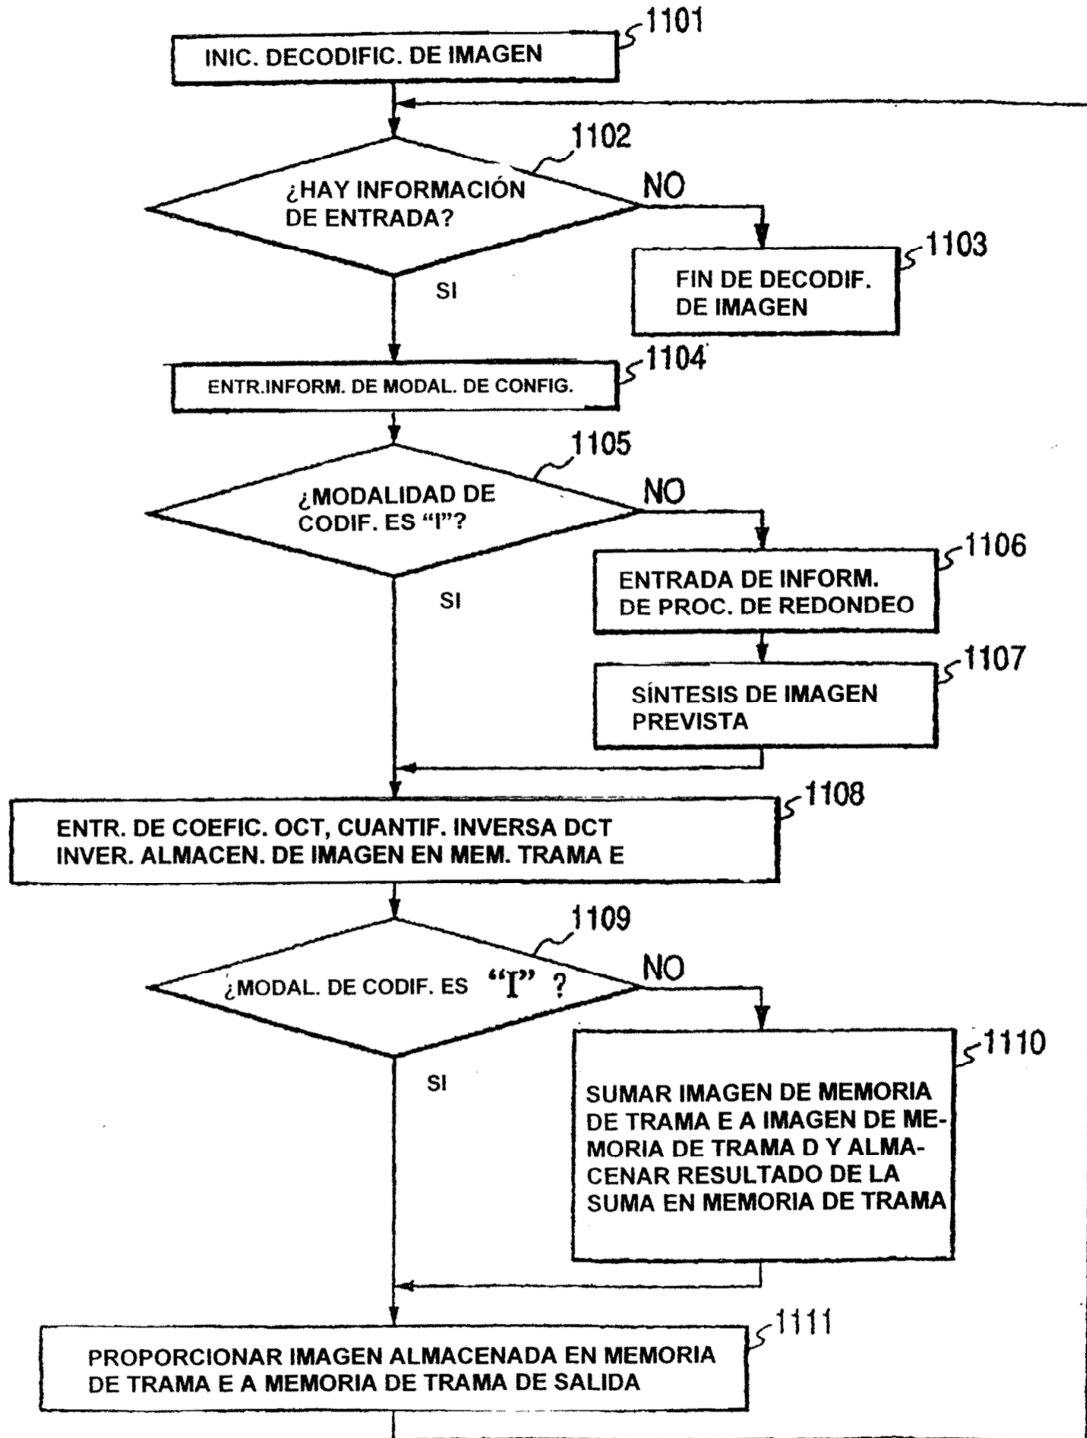 1101
INIC. DECODIFIC. DE IMAGEN
1102
¿HAY INFORMACIÓN
DE ENTRADA?
NO
SI
1103
FIN DE DECODIF.
DE IMAGEN
1104
ENTR.INFORM. DE MODAL. DE CONFIG.
1105
¿MODALIDAD DE
CODIF. ES “I”?
NO
SI
1106
ENTRADA DE INFORM.
DE PROC. DE REDONDEO
1107
SÍNTESIS DE IMAGEN
PREVISTA
1108
ENTR. DE COEFIC. OCT, CUANTIF. INVERSA DCT
INVER. ALMACEN. DE IMAGEN EN MEM. TRAMA E
1109
¿MODAL. DE CODIF. ES “I” ?
NO
SI
1110
SUMAR IMAGEN DE MEMORIA
DE TRAMA E A IMAGEN DE ME-
MORIA DE TRAMA D Y ALMA-
CENAR RESULTADO DE LA
SUMA EN MEMORIA DE TRAMA
1111
PROPORCIONAR IMAGEN ALMACENADA EN MEMORIA
DE TRAMA E A MEMORIA DE TRAMA DE SALIDA